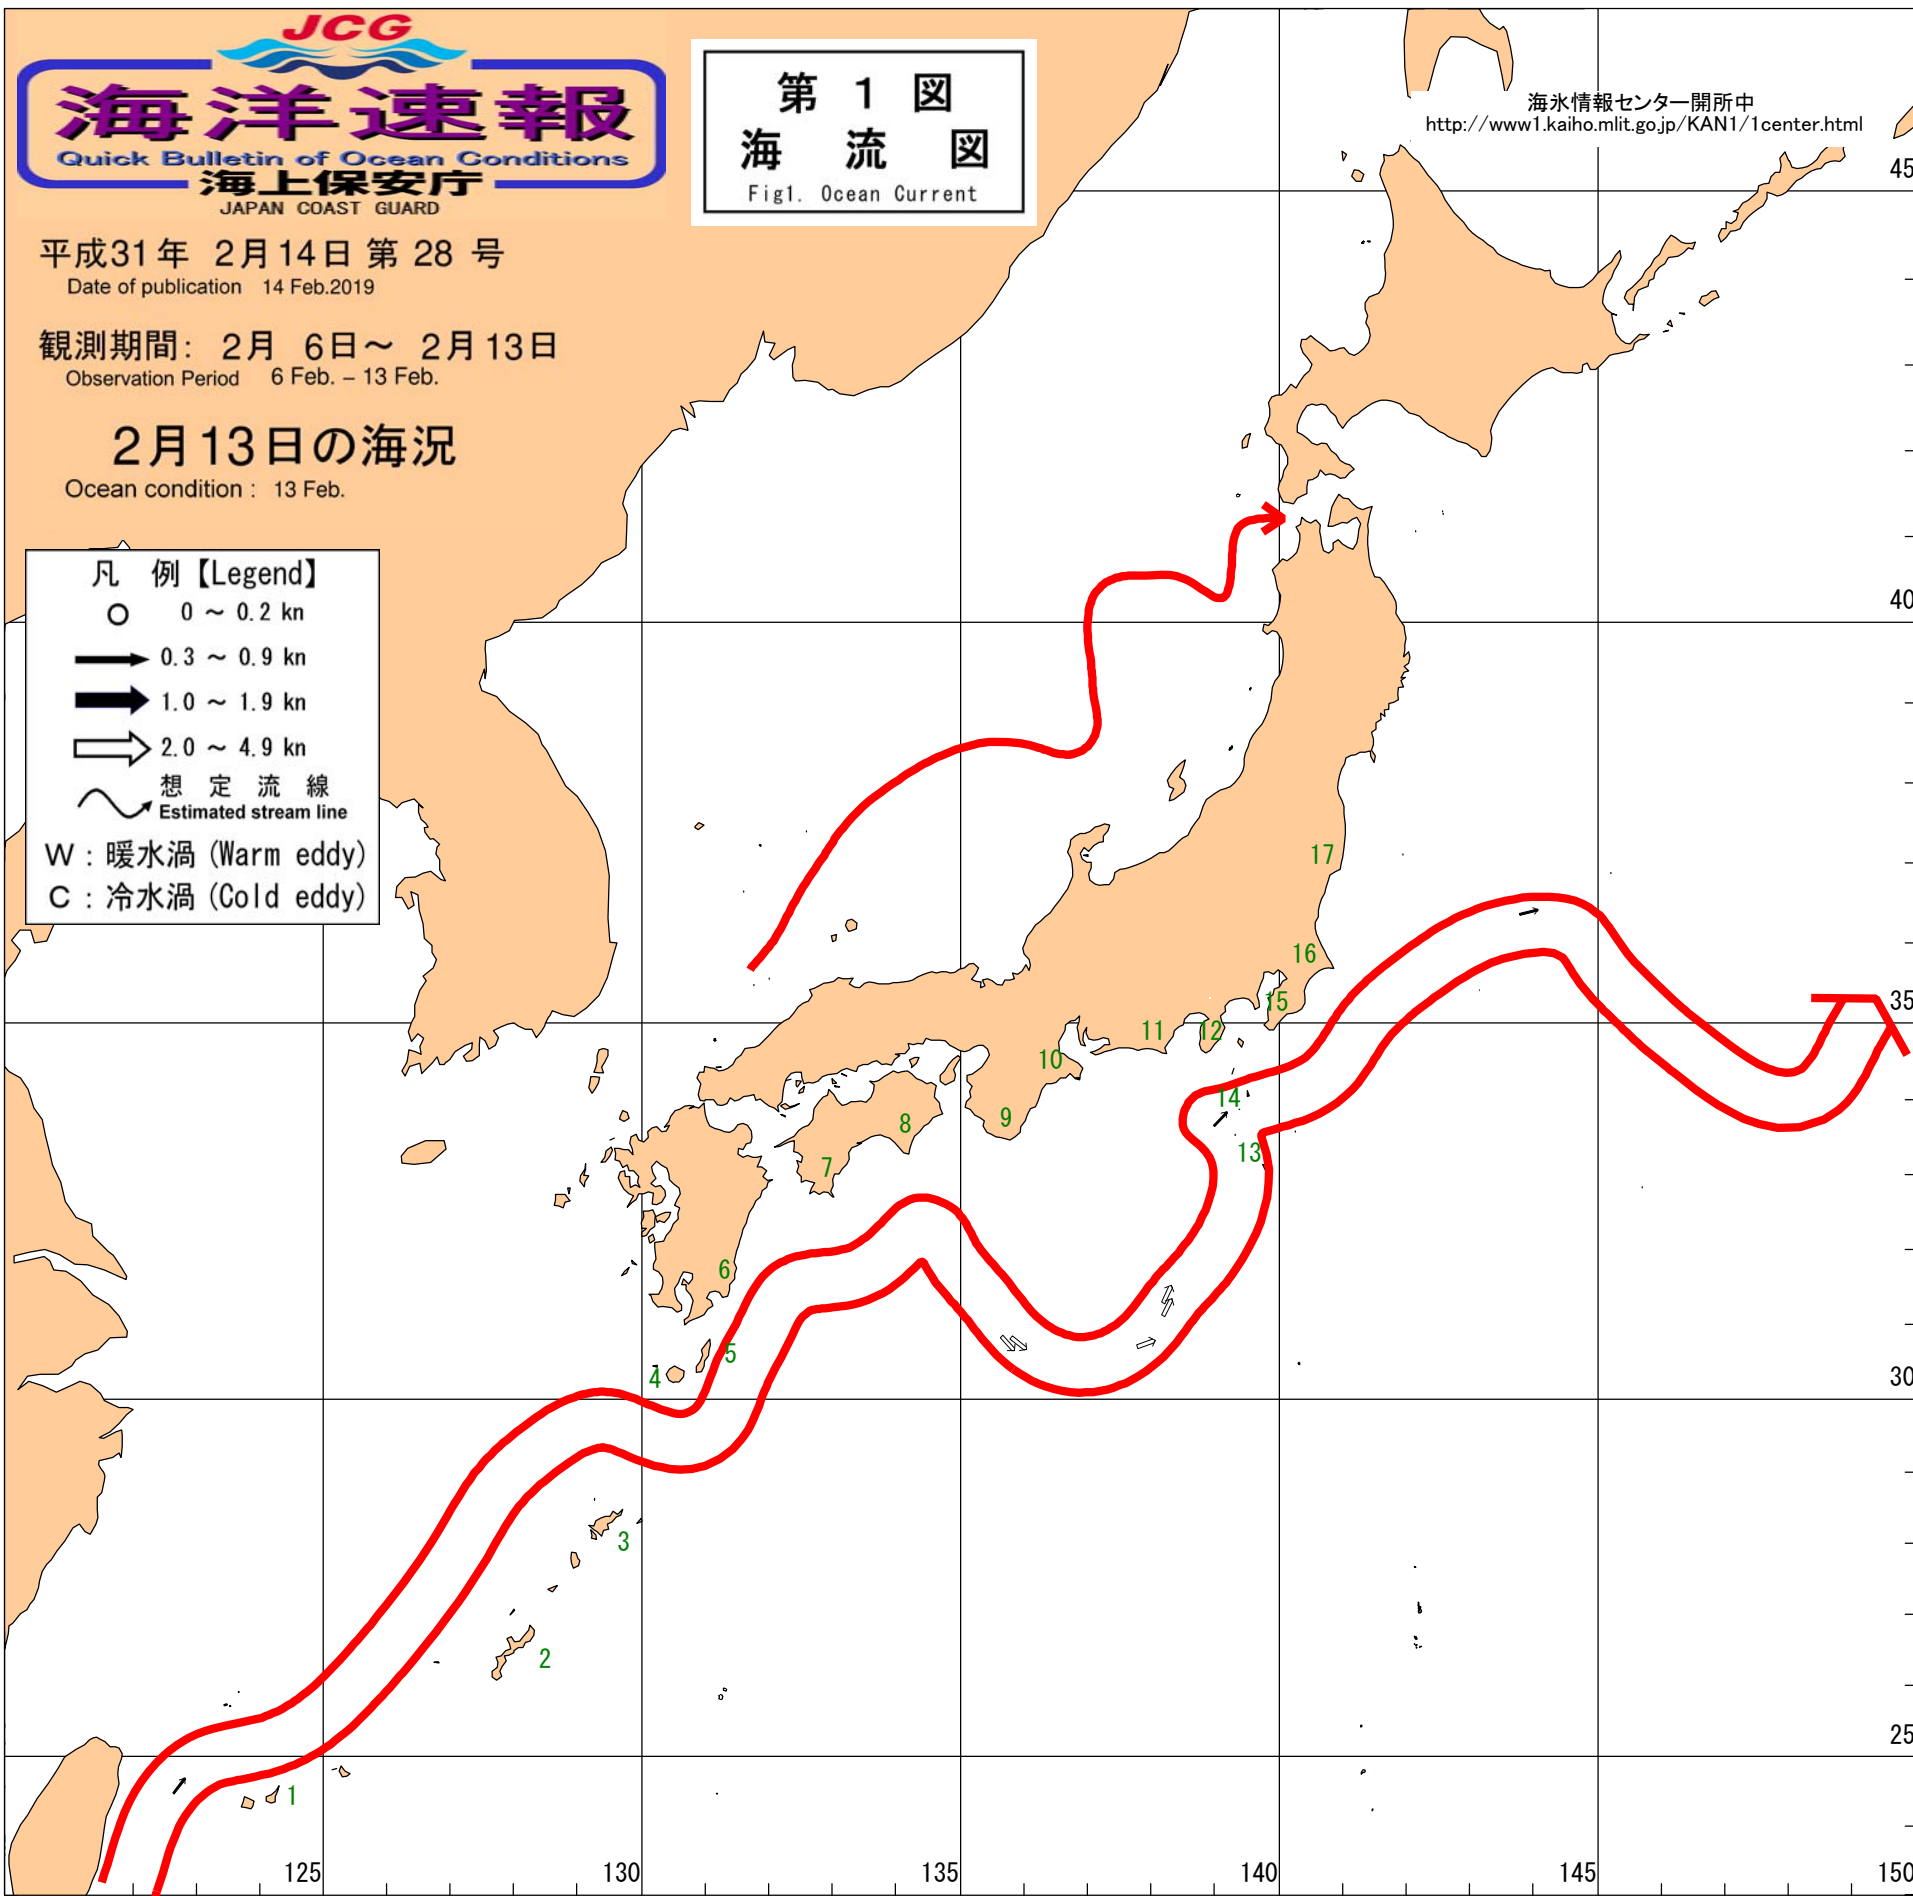 JCG
海洋速報
Quick Bulletin of Ocean Conditions
海上保安庁
JAPAN COAST GUARD
第 1 図
海 流 図
Fig1. Ocean Current
海氷情報センター開所中
http://www1.kaiho.mlit.go.jp/KAN1/1center.html
平成31年 2月14日 第 28 号
Date of publication 14 Feb.2019
観測期間: 2月 6日～ 2月13日
Observation Period 6 Feb. – 13 Feb.
2月13日の海況
Ocean condition : 13 Feb.
凡 例【Legend】
0 ～ 0.2 kn
0.3 ～ 0.9 kn
1.0 ～ 1.9 kn
2.0 ～ 4.9 kn
想 定 流 線
Estimated stream line
W : 暖水渦 (Warm eddy)
C : 冷水渦 (Cold eddy)
45
40
17
16
35
15
11
12
10
14
9
8
13
7
6
5
4
30
3
2
25
1
125
130
135
140
145
150